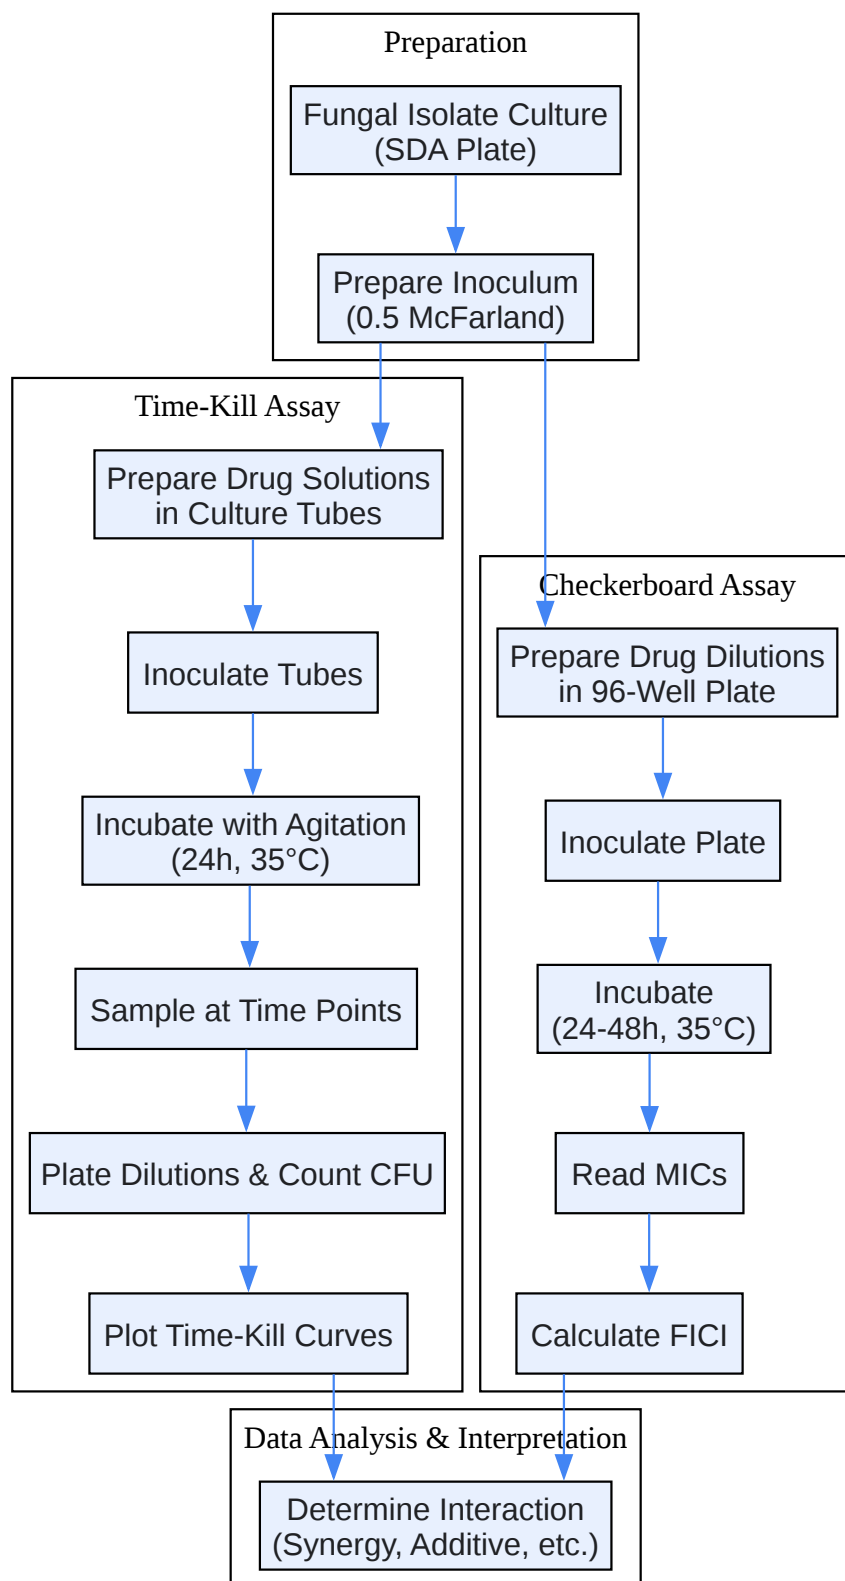 Preparation
Fungal Isolate Culture
(SDA Plate)
Prepare Inoculum
(0.5 McFarland)
Time-Kill Assay
Prepare Drug Solutions
in Culture Tubes
Inoculate Tubes
Incubate with Agitation
(24h, 35°C)
Sample at Time Points
Plate Dilutions & Count CFU
Plot Time-Kill Curves
Checkerboard Assay
Prepare Drug Dilutions
in 96-Well Plate
Inoculate Plate
Incubate
(24-48h, 35°C)
Read MICs
Calculate FICI
Data Analysis & Interpretation
Determine Interaction
(Synergy, Additive, etc.)